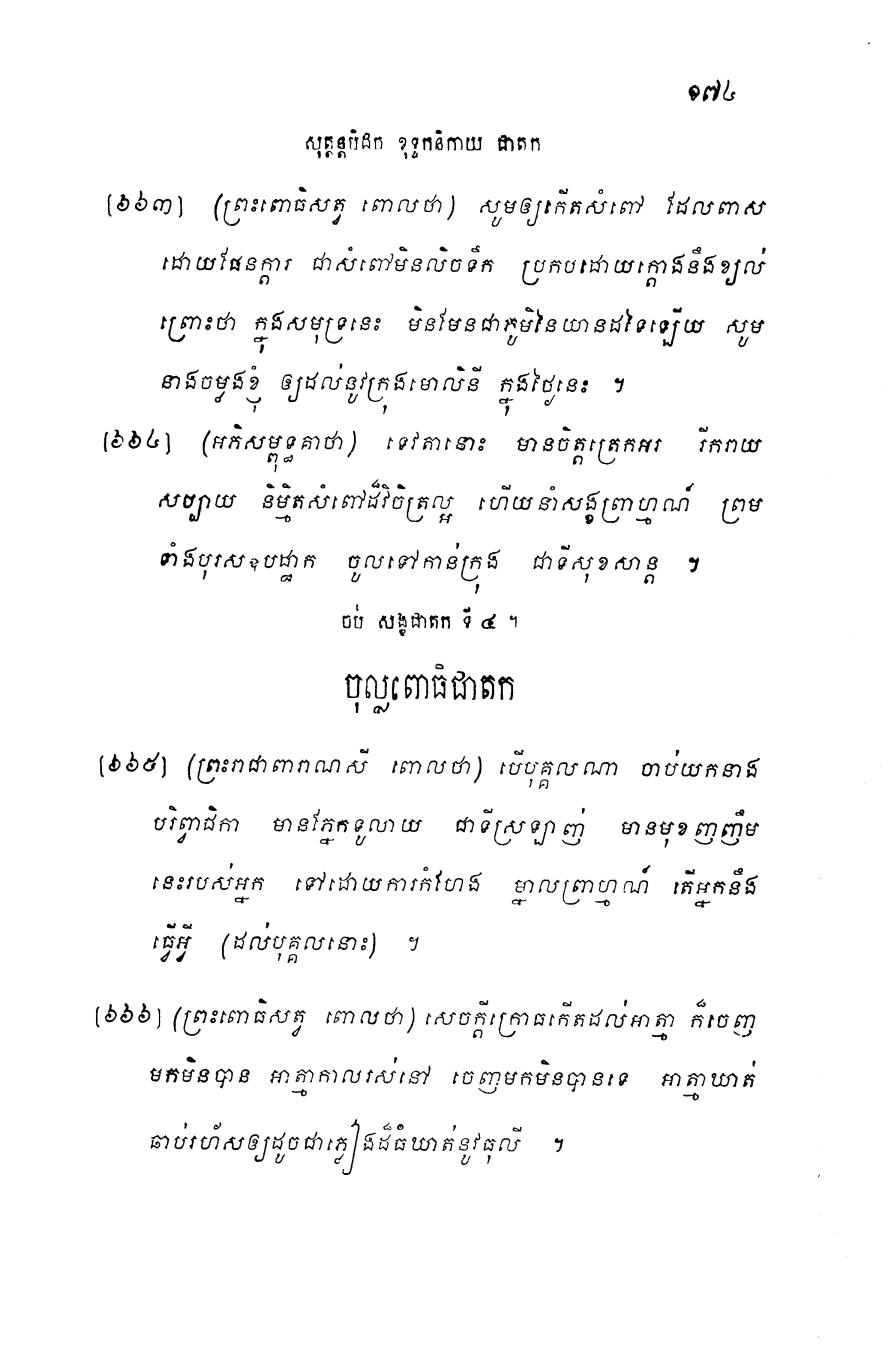 ១៧៤
សុត្តន្តបិដក ខុទ្ទកនិកាយ ជាតក
[៦៦៣] (ព្រះពោធិសត្វ ពោលថា) សូមឲ្យកើតសំពៅ ដែលពាស
ដោយផែនក្តារ ជាសំពៅមិនលិចទឹក ប្រកបដោយក្តោងនឹងខ្យល់
ព្រោះថា ក្នុងសមុទ្រនេះ មិនមែនជាភូមិនៃយានដទៃឡើយ សូម
នាងចម្លងខ្ញុំ ឲ្យដល់នូវក្រុងមោលិនី ក្នុងថ្ងៃនេះ ។
[៦៦៤] (អភិសម្ពុទ្ធគាថា) ទេវតានោះ មានចិត្តត្រេកអរ រីករាយ
សប្បាយ និម្មិតសំពៅដ៏វិចិត្រល្អ ហើយនាំសង្ខព្រាហ្មណ៍ ព្រម
ទាំងបុរសឧបដ្ឋាក ចូលទៅកាន់ក្រុង ជាទីសុខសាន្ត ។
ចប់ សង្ខជាតក ទី ៤ ។
ចុល្លពោធិជាតក
[៦៦៥] (ព្រះរាជាពារាណសី ពោលថា) បើបុគ្គលណា ចាប់យកនាង
បរិព្វាជិកា មានភ្នែកទូលាយ ជាទីស្រឡាញ់ មានមុខញញឹម
នេះរបស់អ្នក ទៅដោយការកំហែង ម្នាលព្រាហ្មណ៍ តើអ្នកនឹង
ធ្វើអ្វី (ដល់បុគ្គលនោះ) ។
[៦៦៦] (ព្រះពោធិសត្វ ពោលថា) សេចក្តីក្រោធកើតដល់អាត្មា ក៏ចេញ
មកមិនបាន អាត្មាកាលរស់នៅ ចេញមកមិនបានទេ អាត្មាឃាត់
ឆាប់រហ័សឲ្យដូចជាភ្លៀងដ៏ធំឃាត់នូវធុលី ។